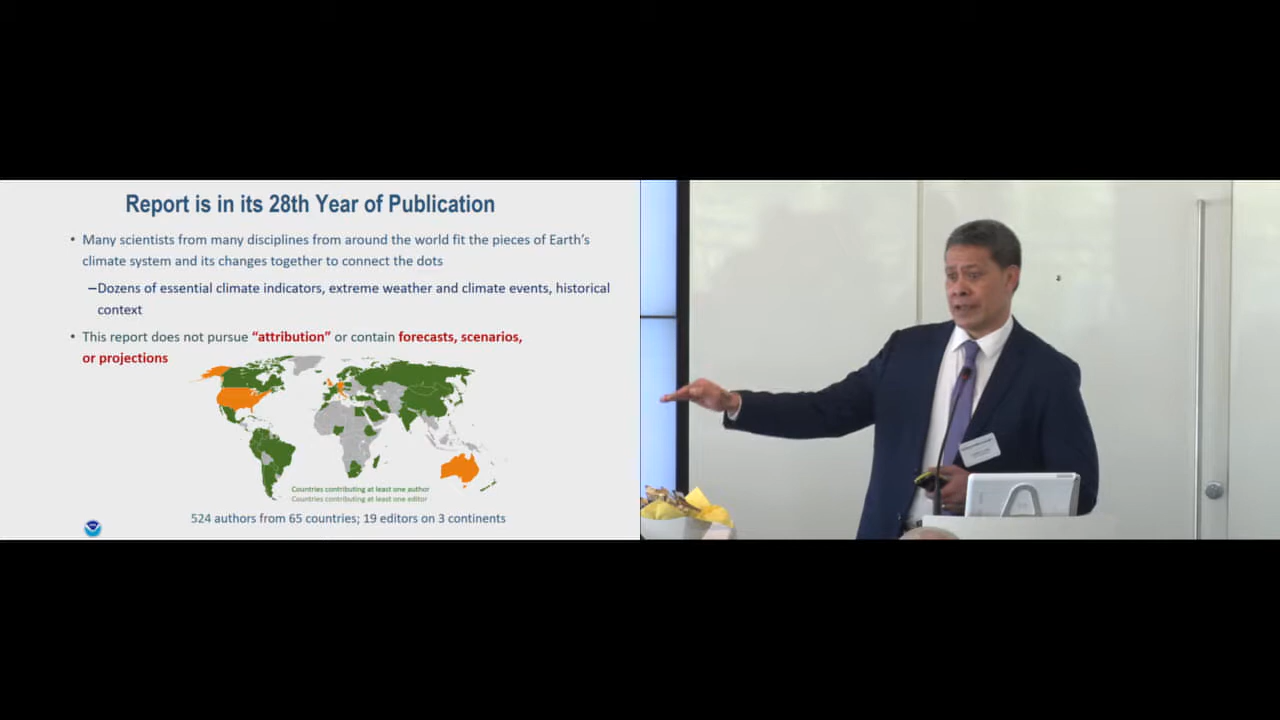 Report is in its 28th Year of Publication
• Many scientists from many disciplines from around the world fit the pieces of Earth's
climate system and its changes together to connect the dots
–Dozens of essential climate indicators, extreme weather and climate events, historical
context
• This report does not pursue "attribution" or contain forecasts, scenarios,
or projections
Countries contributing at least one author
Countries contributing at least one editor
524 authors from 65 countries; 19 editors on 3 continents